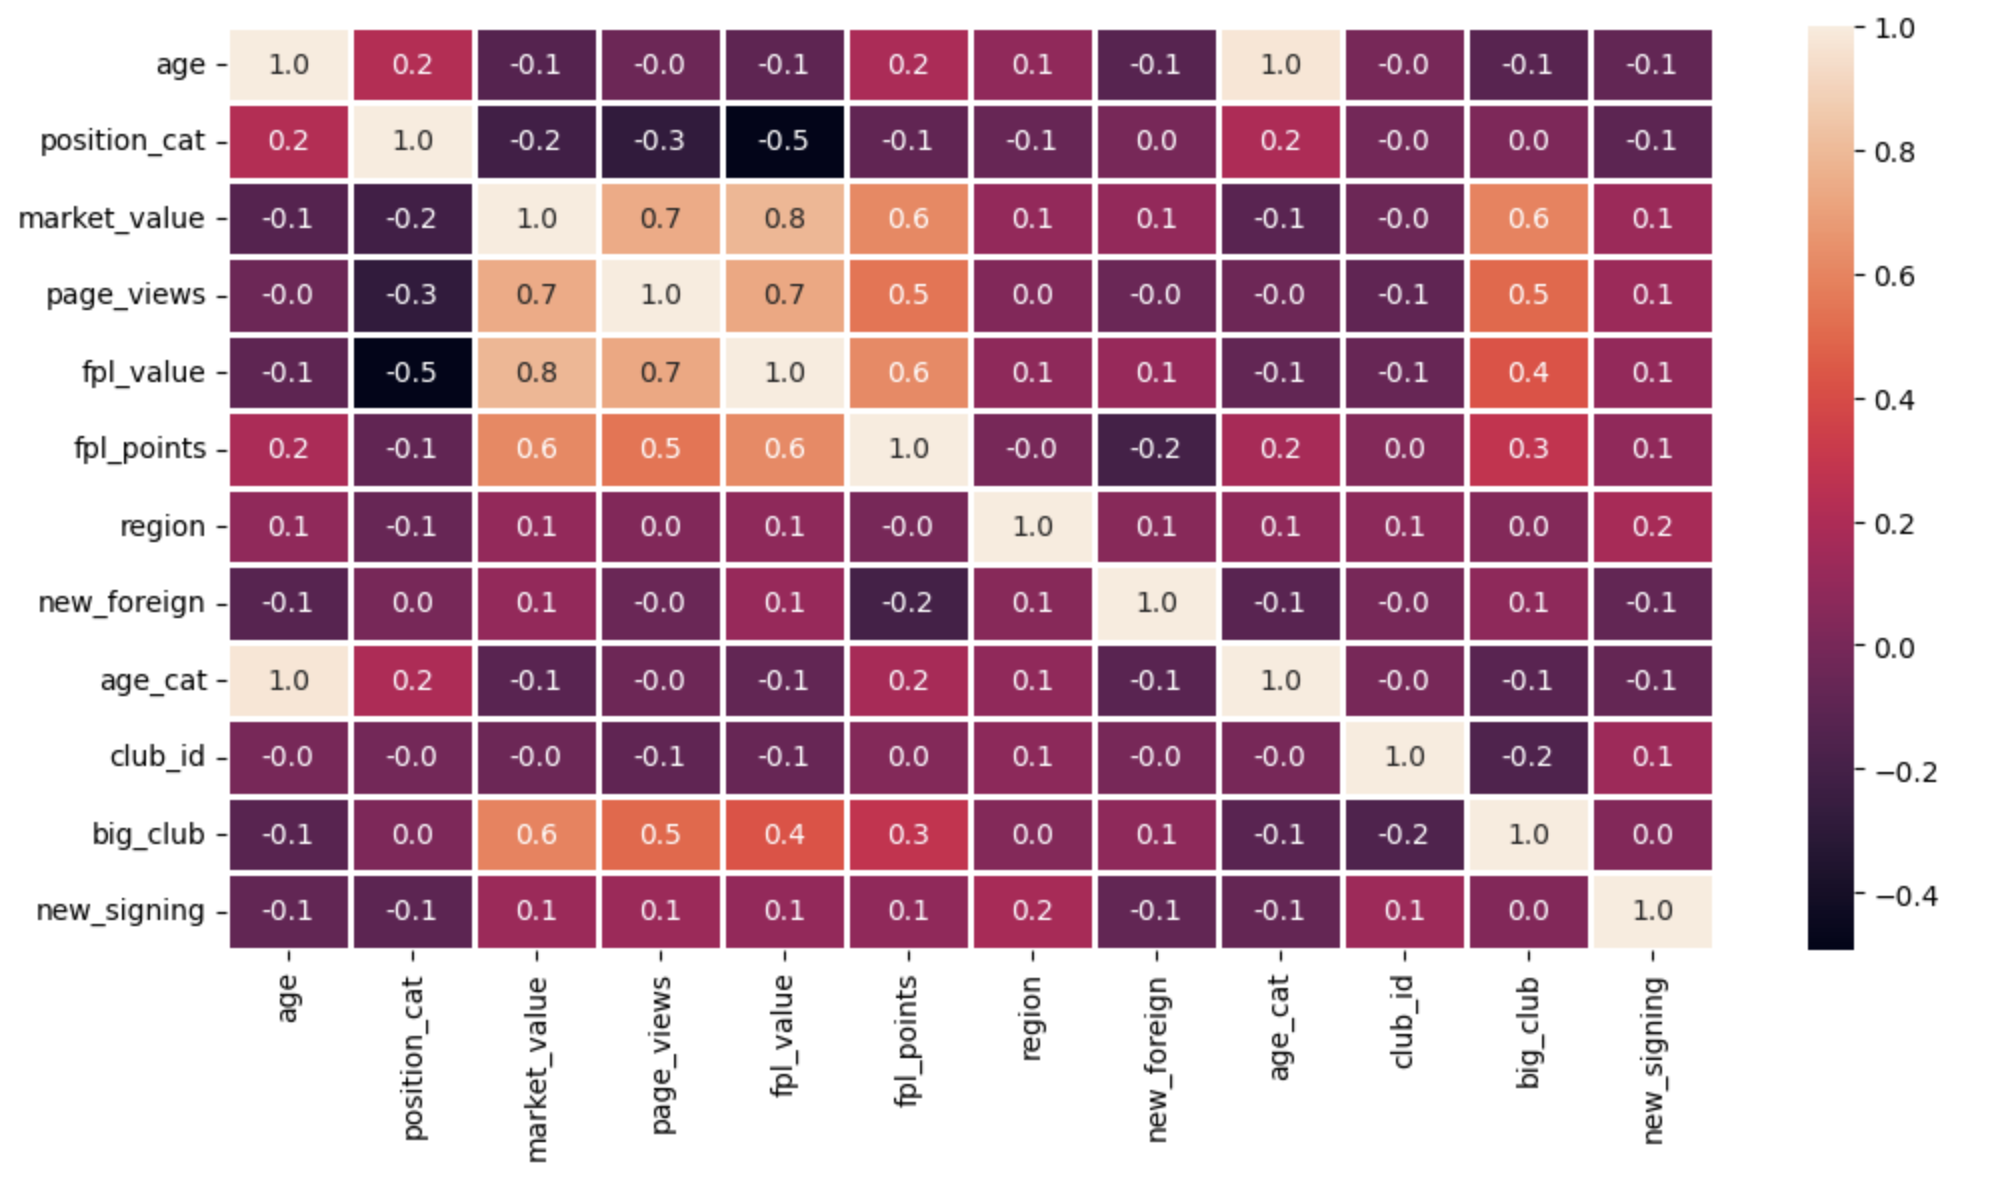 1.0
age 1.0 0.2 -0.1 -0.0 -0.1 0.2 0.1 -0.1 1.0 -0.0 -0.1 -0.1
0.8
position_cat 0.2 1.0 -0.2 -0.3 -0.5 -0.1 -0.1 0.0 0.2 -0.0 0.0 -0.1
market_value -0.1 -0.2 1.0 0.7 0.8 0.6 0.1 0.1 -0.1 -0.0 0.6 0.1
0.6
page_views -0.0 -0.3 0.7 1.0 0.7 0.5 0.0 -0.0 -0.0 -0.1 0.5 0.1
fpl_value -0.1 -0.5 0.8 0.7 1.0 0.6 0.1 0.1 -0.1 -0.1 0.4 0.1
0.4
fpl_points 0.2 -0.1 0.6 0.5 0.6 1.0 -0.0 -0.2 0.2 0.0 0.3 0.1
0.2
region 0.1 -0.1 0.1 0.0 0.1 -0.0 1.0 0.1 0.1 0.1 0.0 0.2
new_foreign -0.1 0.0 0.1 -0.0 0.1 -0.2 0.1 1.0 -0.1 -0.0 0.1 -0.1
0.0
age_cat 1.0 0.2 -0.1 -0.0 -0.1 0.2 0.1 -0.1 1.0 -0.0 -0.1 -0.1
club_id -0.0 -0.0 -0.0 -0.1 -0.1 0.0 0.1 -0.0 -0.0 1.0 -0.2 0.1
−0.2
big_club -0.1 0.0 0.6 0.5 0.4 0.3 0.0 0.1 -0.1 -0.2 1.0 0.0
−0.4
new_signing -0.1 -0.1 0.1 0.1 0.1 0.1 0.2 -0.1 -0.1 0.1 0.0 1.0
age
position_cat
market_value
page_views
fpl_value
fpl_points
region
new_foreign
age_cat
club_id
big_club
new_signing